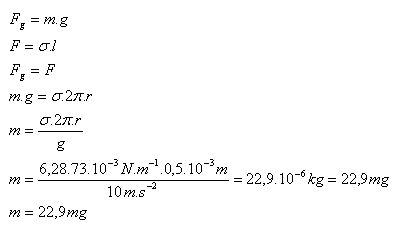 F_g = m.g
F = σ.l
F_g = F
m.g = σ.2π.r
m = σ.2π.r / g
m = 6,28.73.10⁻³ N.m⁻¹.0,5.10⁻³ m / 10 m.s⁻² = 22,9.10⁻⁶ kg = 22,9mg
m = 22,9mg